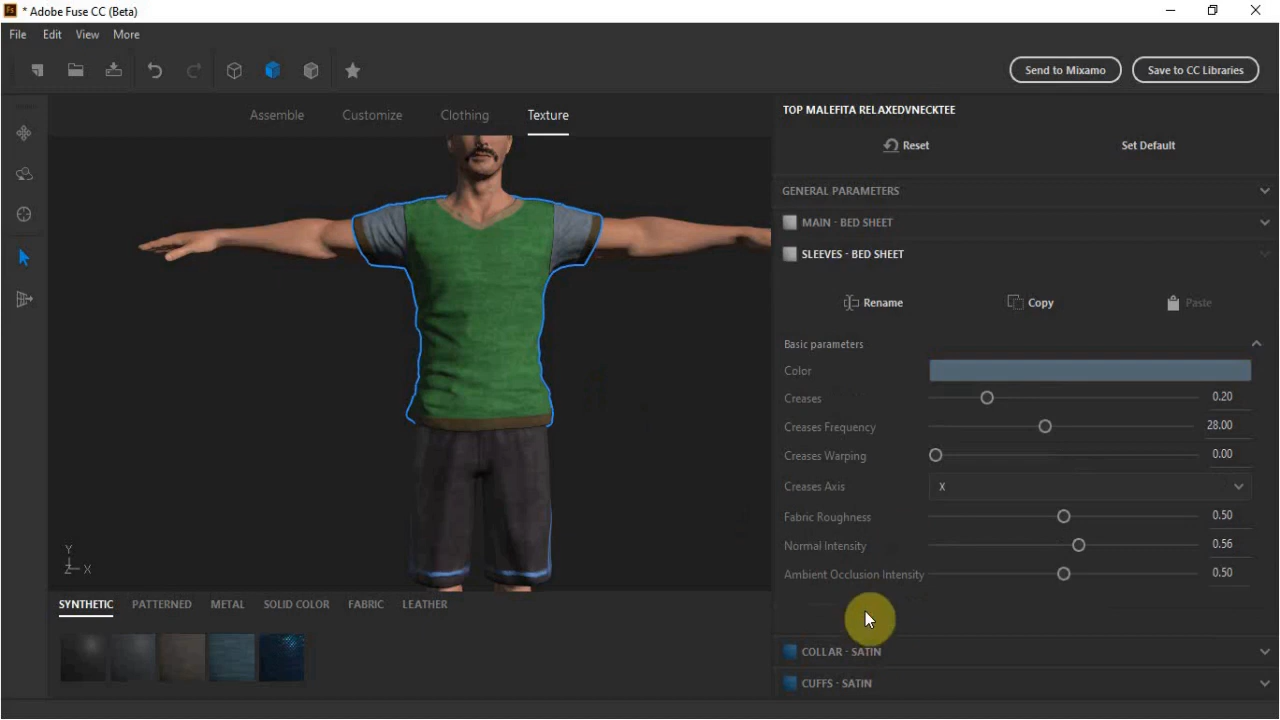 Fs * Adobe Fuse CC (Beta)
File Edit View More
Send to Mixamo Save to CC Libraries
Assemble Customize Clothing Texture
TOP MALEFITA RELAXEDVNECKTEE
Reset Set Default
GENERAL PARAMETERS
MAIN - BED SHEET
SLEEVES - BED SHEET
Rename Copy Paste
Basic parameters
Color
Creases 0.20
Creases Frequency 28.00
Creases Warping 0.00
Creases Axis X
Fabric Roughness 0.50
Normal Intensity 0.56
Ambient Occlusion Intensity 0.50
COLLAR - SATIN
CUFFS - SATIN
Y
Z X
SYNTHETIC PATTERNED METAL SOLID COLOR FABRIC LEATHER